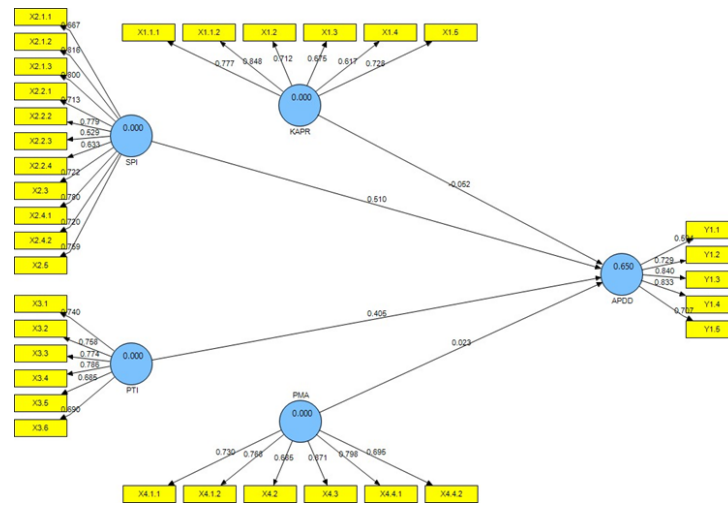 X2.1.1
X2.1.2
X2.1.3
X2.2.1
X2.2.2
X2.2.3
X2.2.4
X2.3
X2.4.1
X2.4.2
X2.5
0.667
0.816
0.800
0.713
0.779
0.529
0.633
0.722
0.780
0.720
0.759
0.000
SPI
X1.1.1
X1.1.2
X1.2
X1.3
X1.4
X1.5
0.777
0.848
0.712
0.675
0.617
0.728
0.000
KAPR
-0.052
0.510
0.405
0.023
0.650
APDD
Y1.1
Y1.2
Y1.3
Y1.4
Y1.5
0.729
0.840
0.833
0.707
X3.1
X3.2
X3.3
X3.4
X3.5
X3.6
0.740
0.758
0.774
0.786
0.685
0.690
0.000
PTI
PMA
0.000
0.730
0.671
0.798
0.695
X4.1.1
X4.1.2
X4.2
X4.3
X4.4.1
X4.4.2